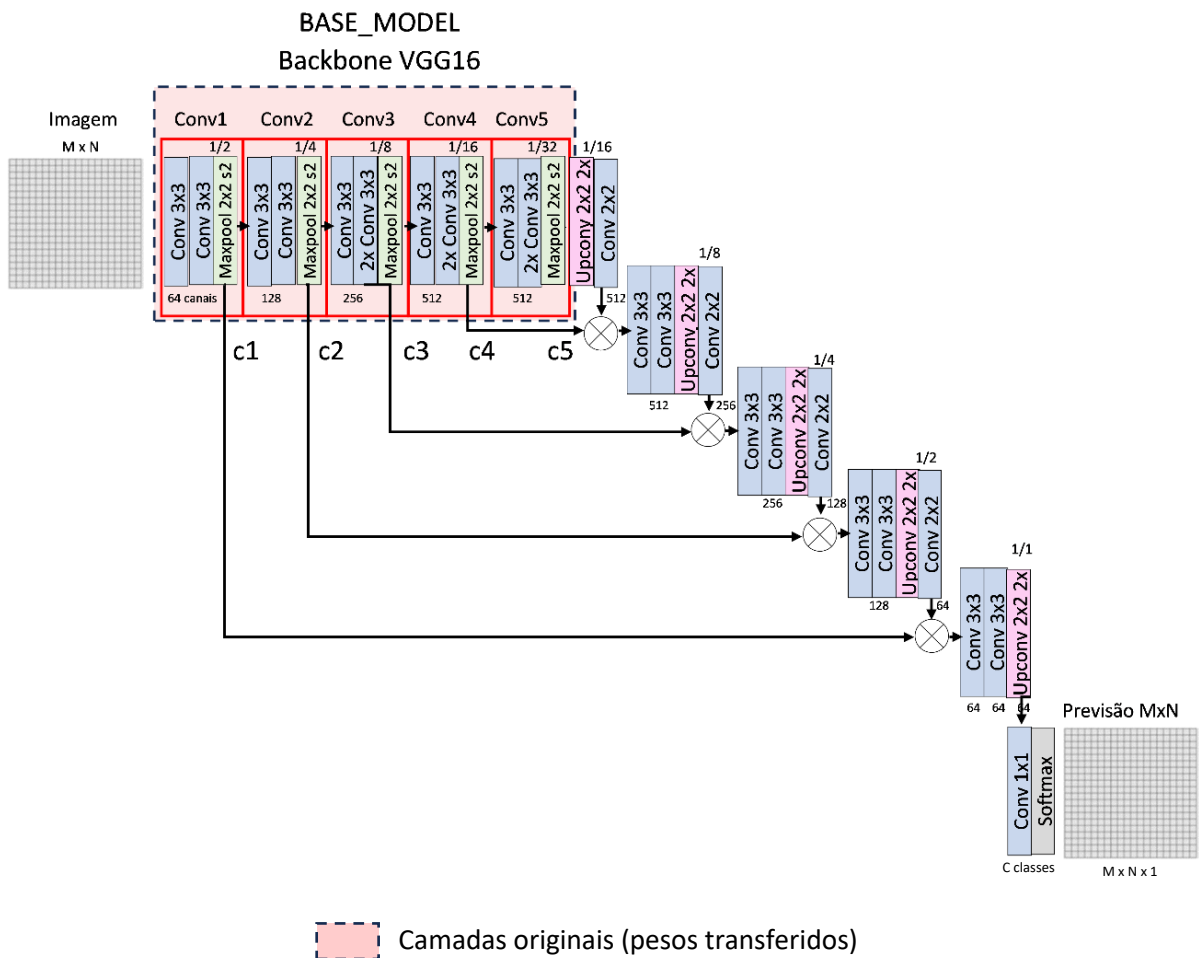 BASE_MODEL
Backbone VGG16
Imagem
M x N
Conv1
Conv2
Conv3
Conv4
Conv5
1/2
1/4
1/8
1/16
1/32
1/16
Conv 3x3
Conv 3x3
Maxpool 2x2 s2
Conv 3x3
Conv 3x3
Maxpool 2x2 s2
Conv 3x3
2x Conv 3x3
Maxpool 2x2 s2
Conv 3x3
2x Conv 3x3
Maxpool 2x2 s2
Conv 3x3
2x Conv 3x3
Maxpool 2x2 s2
Upconv 2x2 2x
Conv 2x2
64 canais
128
256
512
512
512
c1
c2
c3
c4
c5
1/8
Conv 3x3
Conv 3x3
Upconv 2x2 2x
Conv 2x2
512
256
1/4
Conv 3x3
Conv 3x3
Upconv 2x2 2x
Conv 2x2
256
128
1/2
Conv 3x3
Conv 3x3
Upconv 2x2 2x
Conv 2x2
128
64
1/1
Conv 3x3
Conv 3x3
Upconv 2x2 2x
64
64
64
Previsão MxN
Conv 1x1
Softmax
C classes
M x N x 1
Camadas originais (pesos transferidos)